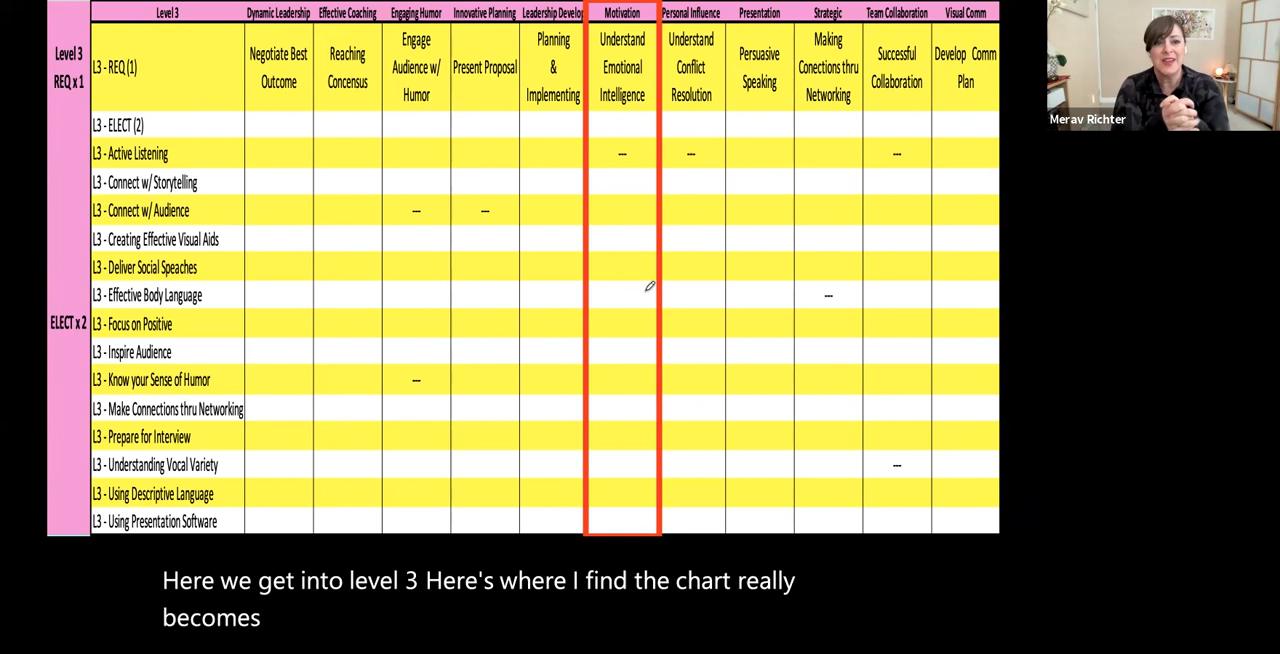 Level 3 Dynamic Leadership Effective Coaching Engaging Humor Innovative Planning Leadership Develop Motivation Personal Influence Presentation Strategic Team Collaboration Visual Comm
Level 3
REQ x 1
L3 - REQ (1)
Negotiate Best
Outcome
Reaching
Concensus
Engage
Audience w/
Humor
Present Proposal
Planning
&
Implementing
Understand
Emotional
Intelligence
Understand
Conflict
Resolution
Persuasive
Speaking
Making
Conections thru
Networking
Successful
Collaboration
Develop Comm
Plan
L3 - ELECT (2)
L3 - Active Listening --- --- ---
L3 - Connect w/ Storytelling
L3 - Connect w/ Audience --- ---
L3 - Creating Effective Visual Aids
L3 - Deliver Social Speaches
L3 - Effective Body Language ---
ELECT x 2
L3 - Focus on Positive
L3 - Inspire Audience
L3 - Know your Sense of Humor ---
L3 - Make Connections thru Networking
L3 - Prepare for Interview
L3 - Understanding Vocal Variety ---
L3 - Using Descriptive Language
L3 - Using Presentation Software
Merav Richter
Here we get into level 3 Here's where I find the chart really
becomes